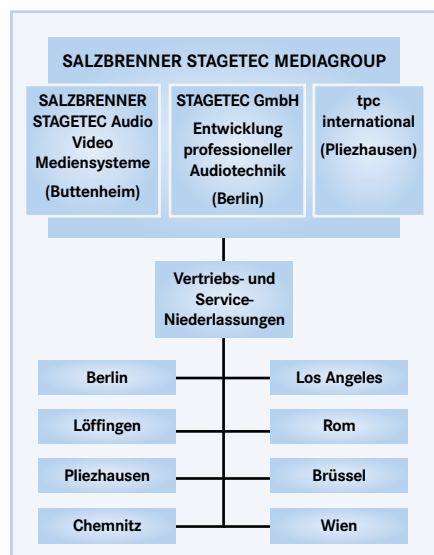 SALZBRENNER STAGETEC MEDIAGROUP
SALZBRENNER
STAGETEC Audio
Video
Mediensysteme
(Buttenheim)
STAGETEC GmbH
Entwicklung
professioneller
Audiotechnik
(Berlin)
tpc
international
(Pliezhausen)
Vertriebs- und
Service-
Niederlassungen
Berlin
Los Angeles
Löffingen
Rom
Pliezhausen
Brüssel
Chemnitz
Wien